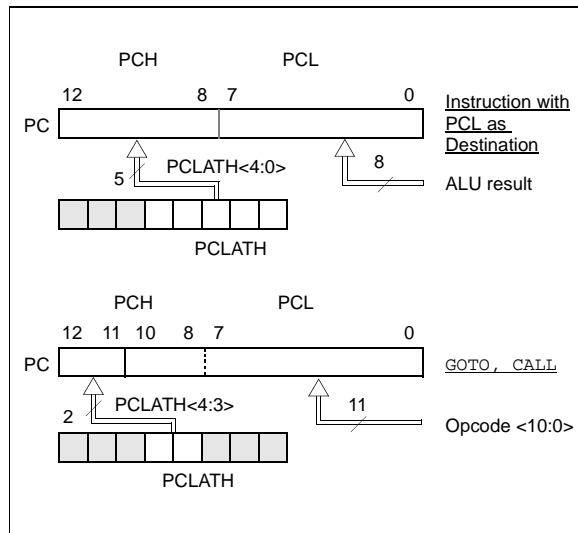 PCH PCL
12 8 7 0
PC
Instruction with
PCL as
Destination
5 PCLATH<4:0> 8
ALU result
PCLATH
PCH PCL
12 11 10 8 7 0
PC
GOTO, CALL
2 PCLATH<4:3> 11
Opcode <10:0>
PCLATH